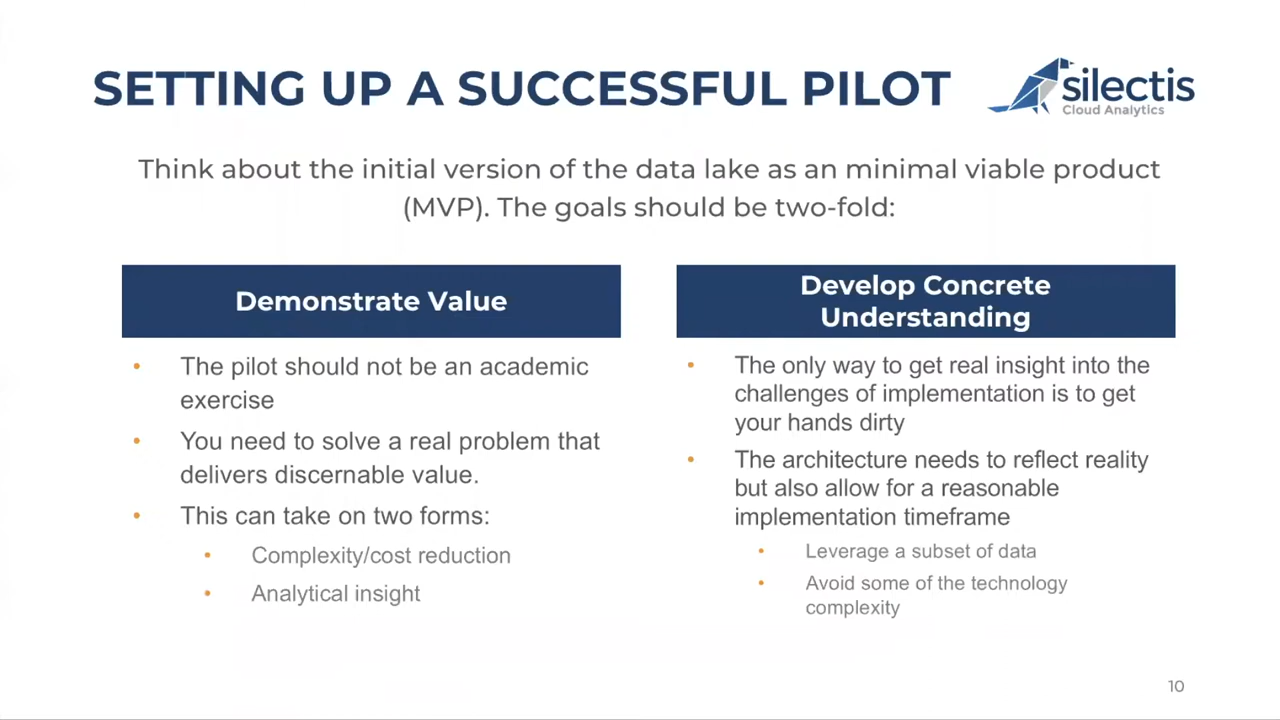 SETTING UP A SUCCESSFUL PILOT
silectis
Cloud Analytics
Think about the initial version of the data lake as an minimal viable product
(MVP). The goals should be two-fold:
Demonstrate Value
• The pilot should not be an academic
exercise
• You need to solve a real problem that
delivers discernable value.
• This can take on two forms:
• Complexity/cost reduction
• Analytical insight
Develop Concrete
Understanding
• The only way to get real insight into the
challenges of implementation is to get
your hands dirty
• The architecture needs to reflect reality
but also allow for a reasonable
implementation timeframe
• Leverage a subset of data
• Avoid some of the technology
complexity
10